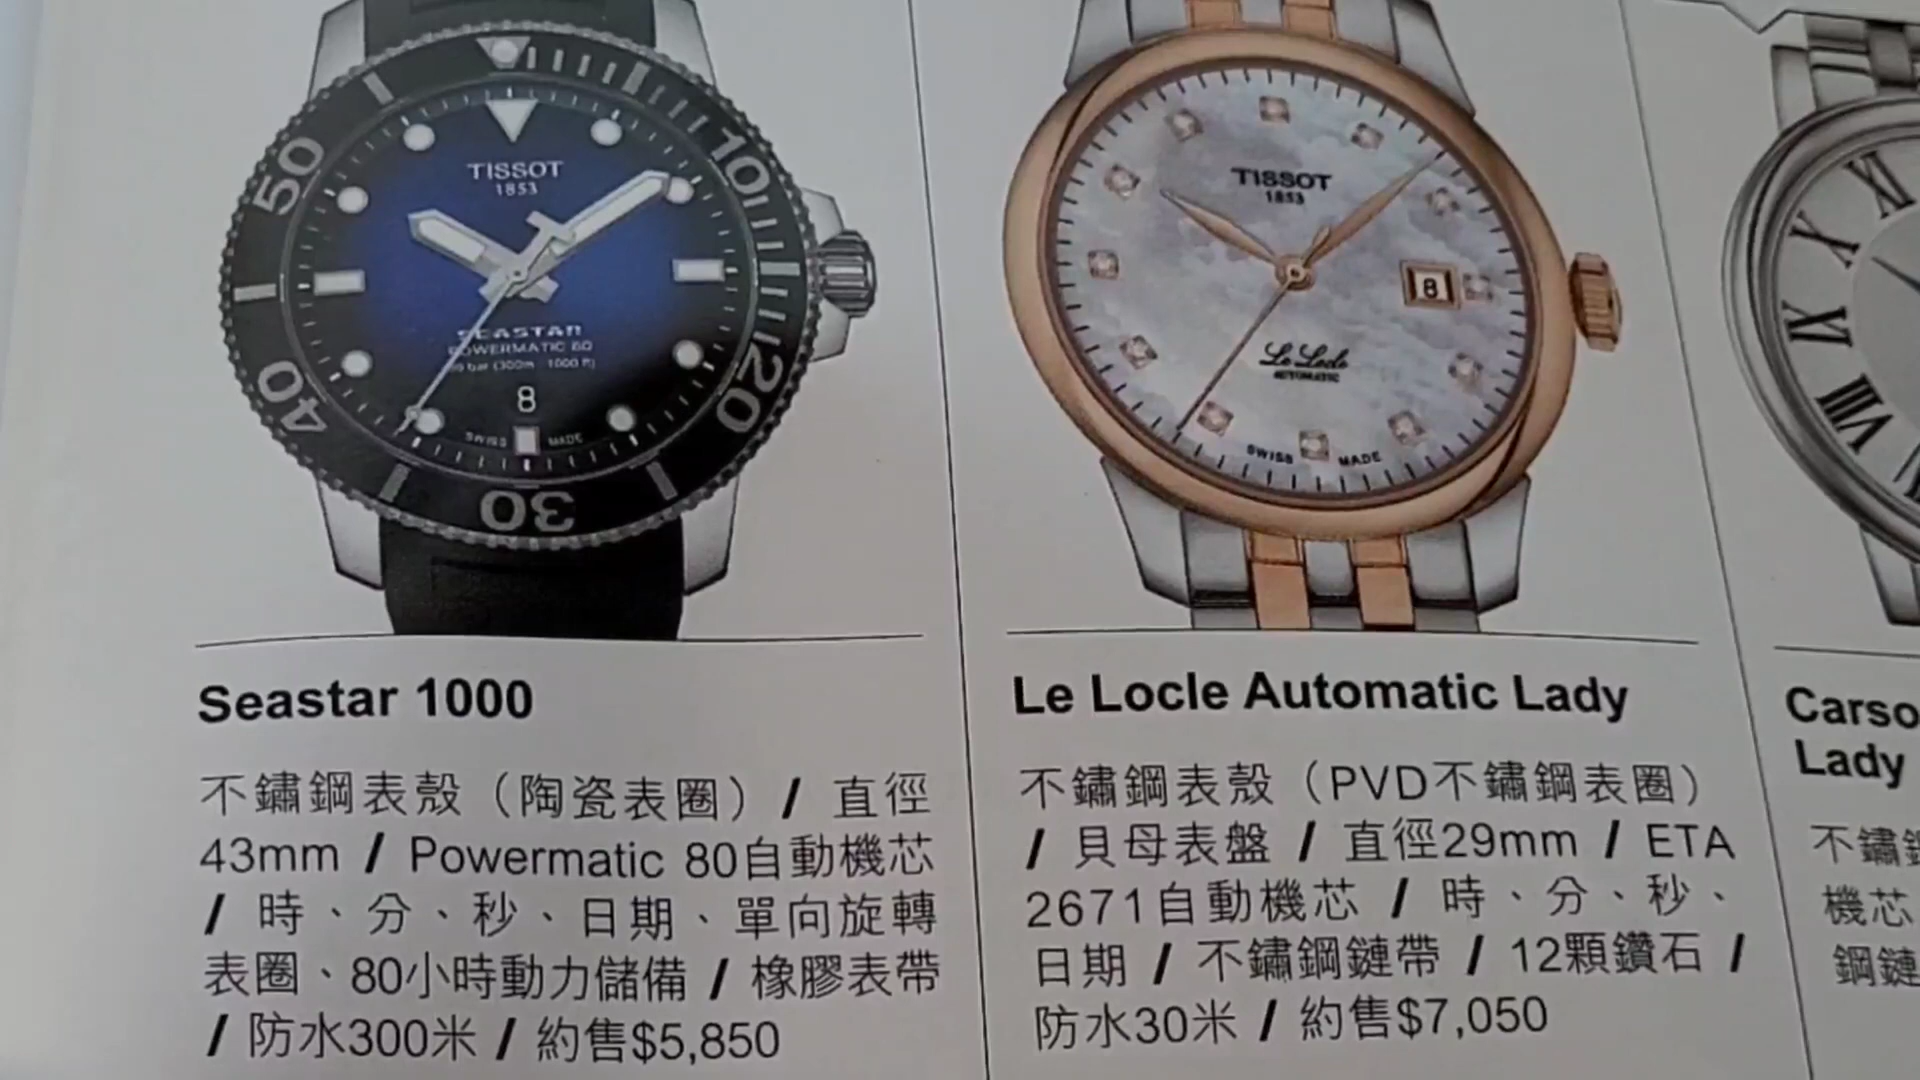 50
10
40
20
30
TISSOT
1853
SEASTAR
POWERMATIC 80
8
SWISS MADE
Seastar 1000
不鏽鋼表殼（陶瓷表圈）/ 直徑
43mm / Powermatic 80自動機芯
/ 時、分、秒、日期、單向旋轉
表圈、80小時動力儲備 / 橡膠表帶
/ 防水300米 / 約售$5,850
TISSOT
1853
8
Le Locle
AUTOMATIC
SWISS MADE
Le Locle Automatic Lady
不鏽鋼表殼（PVD不鏽鋼表圈）
/ 貝母表盤 / 直徑29mm / ETA
2671自動機芯 / 時、分、秒、
日期 / 不鏽鋼鏈帶 / 12顆鑽石 /
防水30米 / 約售$7,050
XI
X
IX
VIII
Carso
Lady
不鏽
機芯
鋼鏈